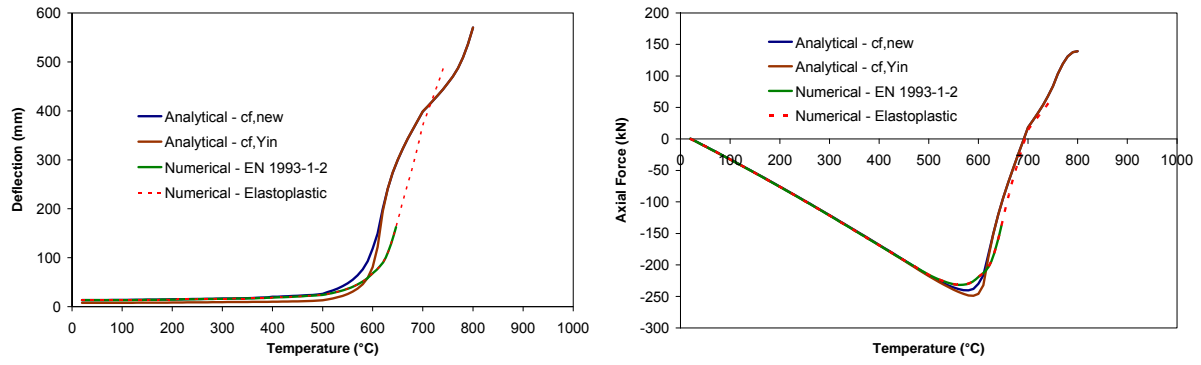 600
500
400
300
200
100
0
Deflection (mm)
Analytical - cf,new
Analytical - cf,Yin
Numerical - EN 1993-1-2
Numerical - Elastoplastic
0 100 200 300 400 500 600 700 800 900 1000
Temperature (°C)
200
150
100
50
0
-50
-100
-150
-200
-250
-300
Axial Force (kN)
Analytical - cf,new
Analytical - cf,Yin
Numerical - EN 1993-1-2
Numerical - Elastoplastic
0 100 200 300 400 500 600 700 800 900 1000
Temperature (°C)